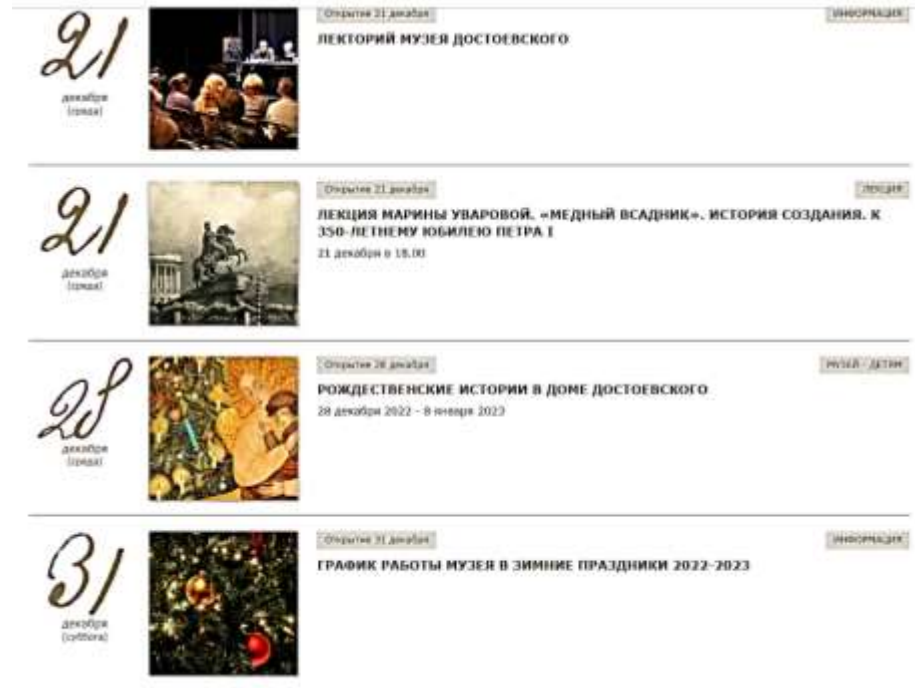 Открытие 21 декабря
ИНФОРМАЦИЯ
21
декабря
(среда)
ЛЕКТОРИЙ МУЗЕЯ ДОСТОЕВСКОГО
Открытие 21 декабря
ЛЕКЦИЯ
21
декабря
(среда)
ЛЕКЦИЯ МАРИНЫ УВАРОВОЙ. «МЕДНЫЙ ВСАДНИК». ИСТОРИЯ СОЗДАНИЯ. К
350-ЛЕТНЕМУ ЮБИЛЕЮ ПЕТРА I
21 декабря в 18.00
Открытие 28 декабря
МУЗЕЙ - ДЕТЯМ
28
декабря
(среда)
РОЖДЕСТВЕНСКИЕ ИСТОРИИ В ДОМЕ ДОСТОЕВСКОГО
28 декабря 2022 - 8 января 2023
Открытие 31 декабря
ИНФОРМАЦИЯ
31
декабря
(суббота)
ГРАФИК РАБОТЫ МУЗЕЯ В ЗИМНИЕ ПРАЗДНИКИ 2022-2023